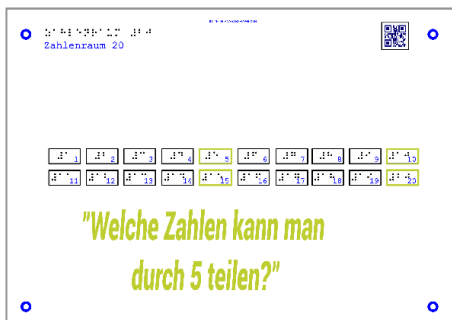 Zahlenraum 20
1 2 3 4 5 6 7 8 9 10
11 12 13 14 15 16 17 18 19 20
"Welche Zahlen kann man
durch 5 teilen?"